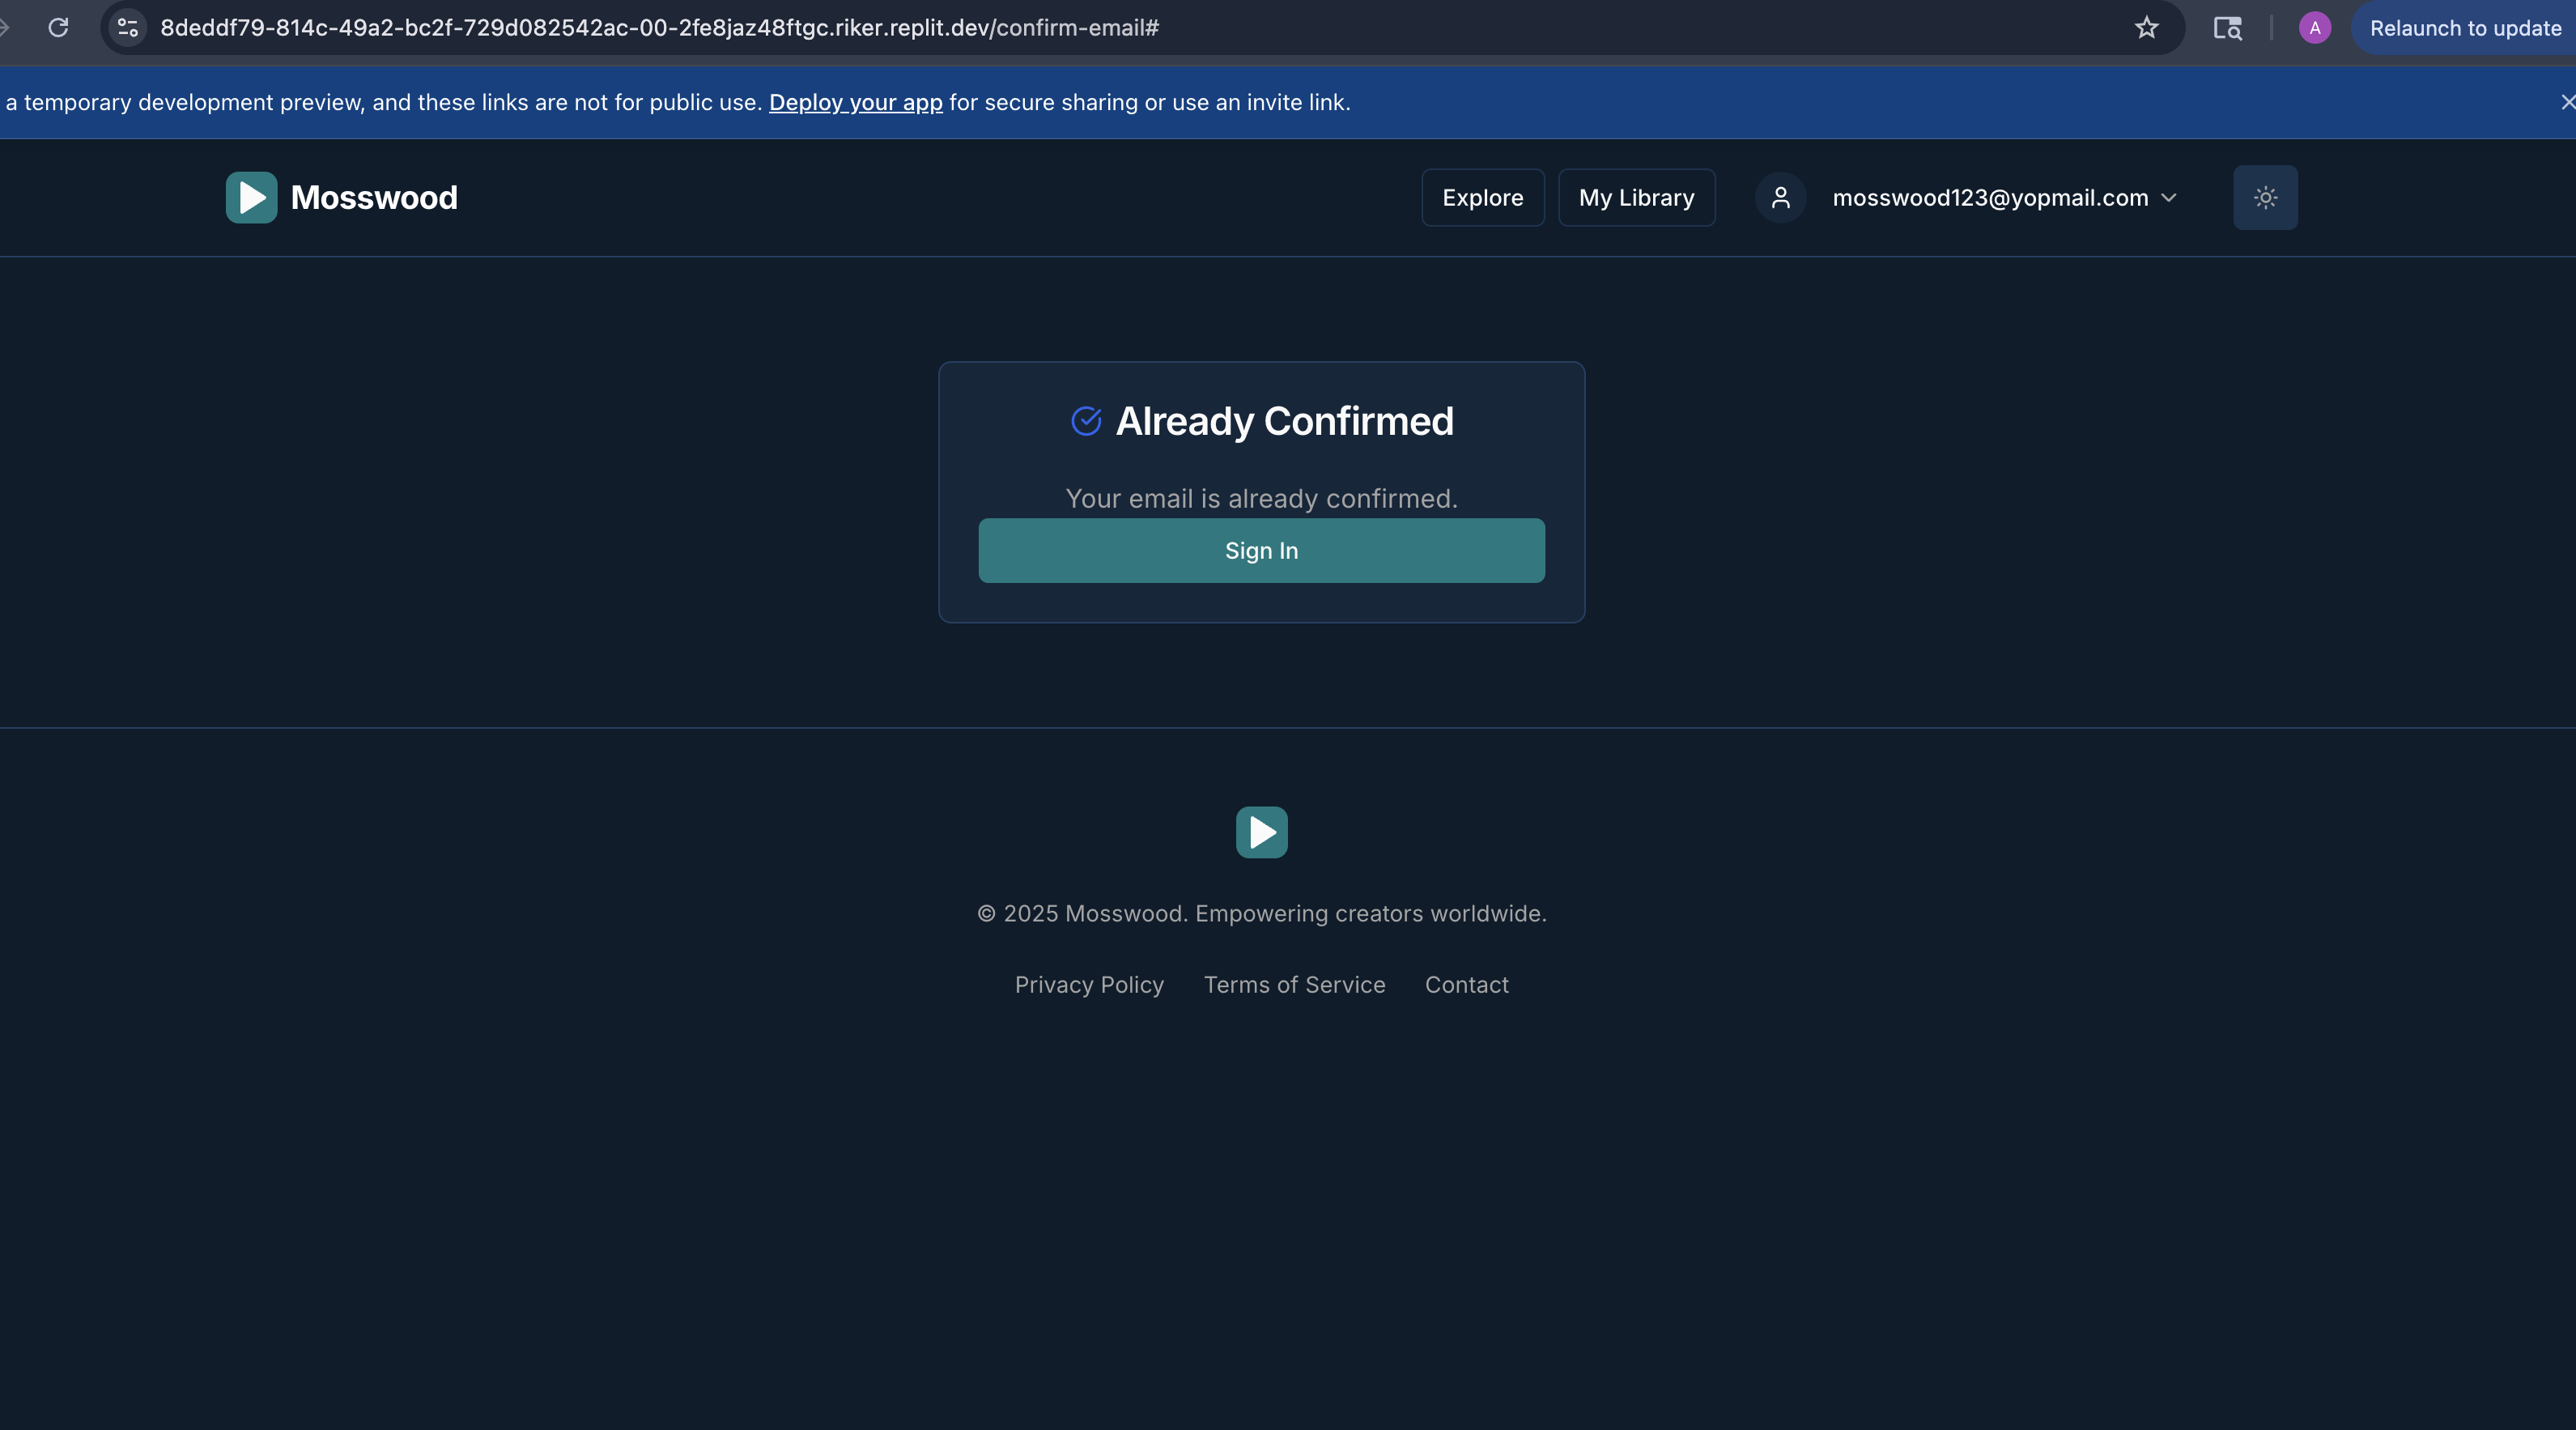 8deddf79-814c-49a2-bc2f-729d082542ac-00-2fe8jaz48ftgc.riker.replit.dev/confirm-email#
A
Relaunch to update
a temporary development preview, and these links are not for public use. Deploy your app for secure sharing or use an invite link.
Mosswood
Explore
My Library
mosswood123@yopmail.com
Already Confirmed
Your email is already confirmed.
Sign In
© 2025 Mosswood. Empowering creators worldwide.
Privacy Policy Terms of Service Contact